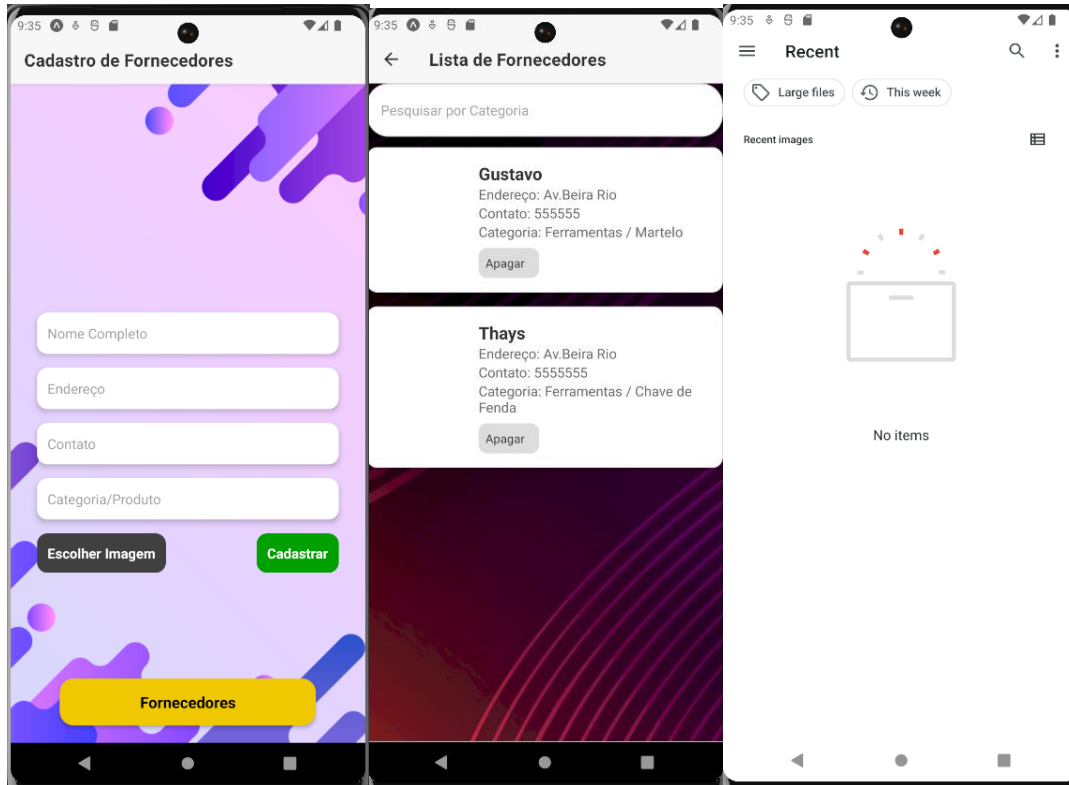 9:35
Cadastro de Fornecedores
Nome Completo
Endereço
Contato
Categoria/Produto
Escolher Imagem
Cadastrar
Fornecedores
9:35
Lista de Fornecedores
Pesquisar por Categoria
Gustavo
Endereço: Av.Beira Rio
Contato: 555555
Categoria: Ferramentas / Martelo
Apagar
Thays
Endereço: Av.Beira Rio
Contato: 5555555
Categoria: Ferramentas / Chave de
Fenda
Apagar
9:35
Recent
Large files
This week
Recent images
No items